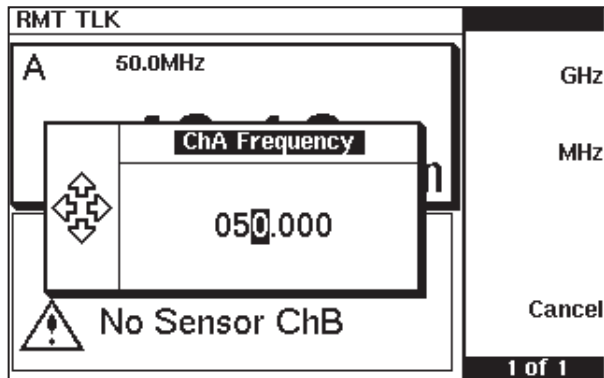 RMT TLK
A 50.0MHz
GHz
ChA Frequency
MHz
050.000
No Sensor ChB
Cancel
1 of 1